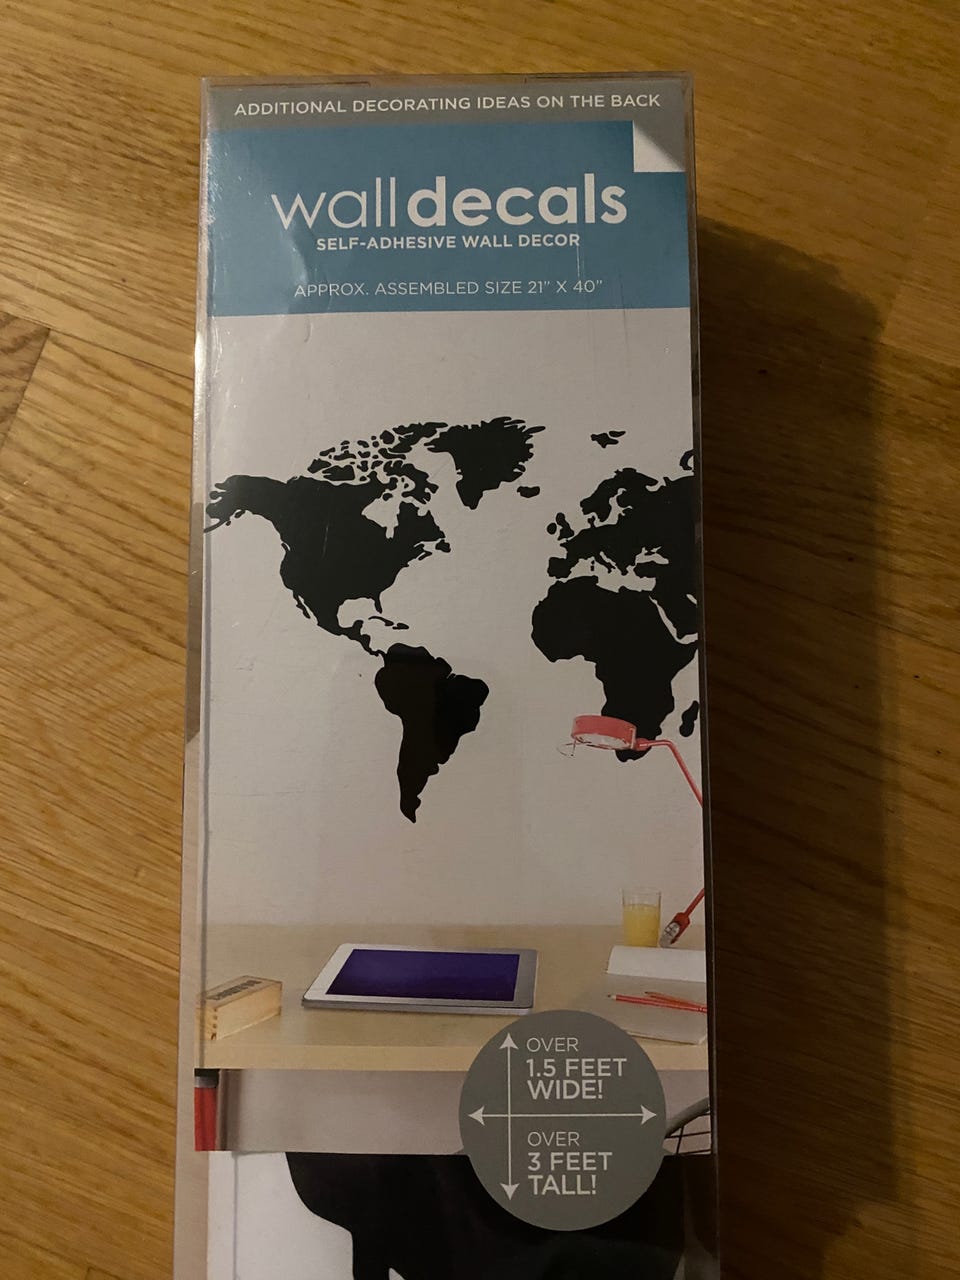 ADDITIONAL DECORATING IDEAS ON THE BACK
walldecals
SELF-ADHESIVE WALL DECOR
APPROX. ASSEMBLED SIZE 21” X 40”
OVER
1.5 FEET
WIDE!
OVER
3 FEET
TALL!